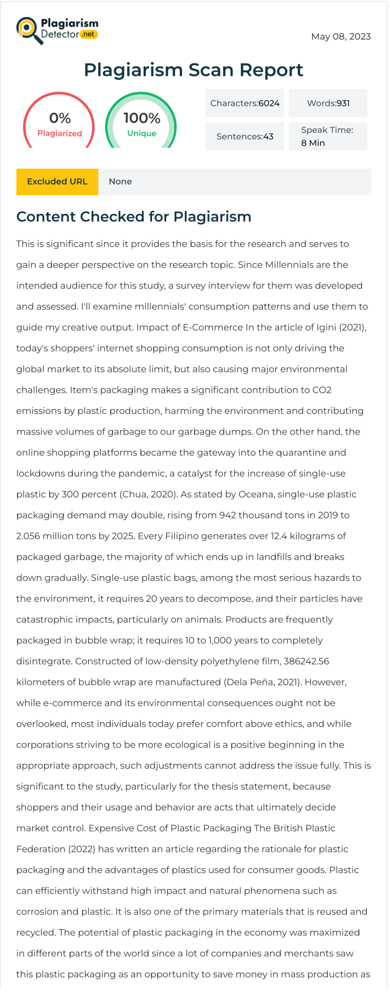 Plagiarism
Detector.net
May 08, 2023
Plagiarism Scan Report
0%
Plagiarized
100%
Unique
Characters:6024
Words:931
Sentences:43
Speak Time:
8 Min
Excluded URL
None
Content Checked for Plagiarism
This is significant since it provides the basis for the research and serves to
gain a deeper perspective on the research topic. Since Millennials are the
intended audience for this study, a survey interview for them was developed
and assessed. I'll examine millennials' consumption patterns and use them to
guide my creative output. Impact of E-Commerce In the article of Igini (2021),
today's shoppers' internet shopping consumption is not only driving the
global market to its absolute limit, but also causing major environmental
challenges. Item's packaging makes a significant contribution to CO2
emissions by plastic production, harming the environment and contributing
massive volumes of garbage to our garbage dumps. On the other hand, the
online shopping platforms became the gateway into the quarantine and
lockdowns during the pandemic, a catalyst for the increase of single-use
plastic by 300 percent (Chua, 2020). As stated by Oceana, single-use plastic
packaging demand may double, rising from 942 thousand tons in 2019 to
2.056 million tons by 2025. Every Filipino generates over 12.4 kilograms of
packaged garbage, the majority of which ends up in landfills and breaks
down gradually. Single-use plastic bags, among the most serious hazards to
the environment, it requires 20 years to decompose, and their particles have
catastrophic impacts, particularly on animals. Products are frequently
packaged in bubble wrap; it requires 10 to 1,000 years to completely
disintegrate. Constructed of low-density polyethylene film, 386242.56
kilometers of bubble wrap are manufactured (Dela Peña, 2021). However,
while e-commerce and its environmental consequences ought not be
overlooked, most individuals today prefer comfort above ethics, and while
corporations striving to be more ecological is a positive beginning in the
appropriate approach, such adjustments cannot address the issue fully. This is
significant to the study, particularly for the thesis statement, because
shoppers and their usage and behavior are acts that ultimately decide
market control. Expensive Cost of Plastic Packaging The British Plastic
Federation (2022) has written an article regarding the rationale for plastic
packaging and the advantages of plastics used for consumer goods. Plastic
can efficiently withstand high impact and natural phenomena such as
corrosion and plastic. It is also one of the primary materials that is reused and
recycled. The potential of plastic packaging in the economy was maximized
in different parts of the world since a lot of companies and merchants saw
this plastic packaging as an opportunity to save money in mass production as